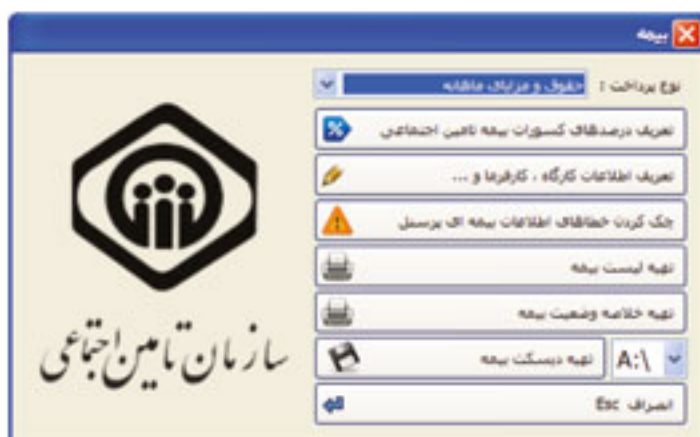 بیمه
نوع پرداخت : حقوق و مزایای ماهانه
تعریف درصدهای کسورات بیمه تامین اجتماعی
تعریف اطلاعات کارگاه ، کارفرما و ...
چک کردن خطاهای اطلاعات بیمه ای پرسنل
تهیه لیست بیمه
تهیه خلاصه وضعیت بیمه
تهیه دیسکت بیمه A:\
انصراف Esc
سازمان تامین اجتماعی